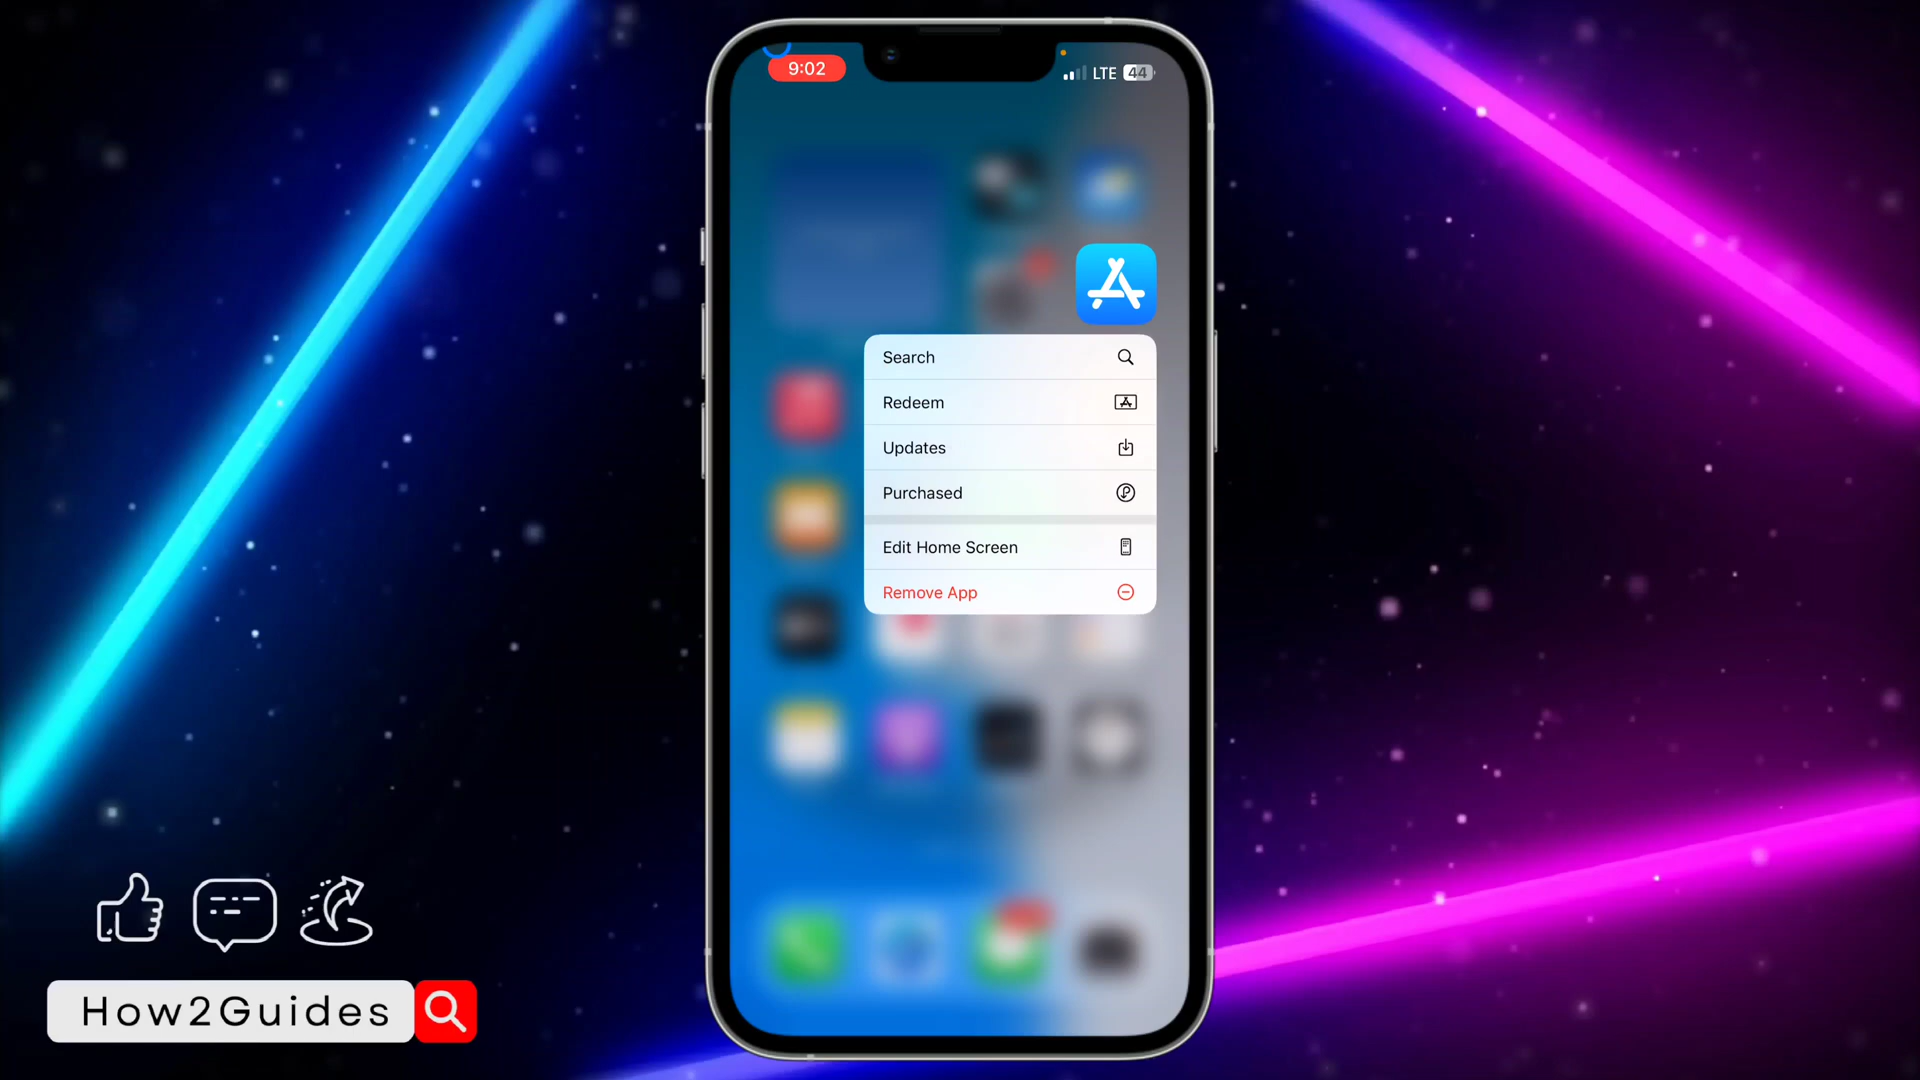 9:02
LTE 44
Search
Redeem
Updates
Purchased
Edit Home Screen
Remove App
How2Guides